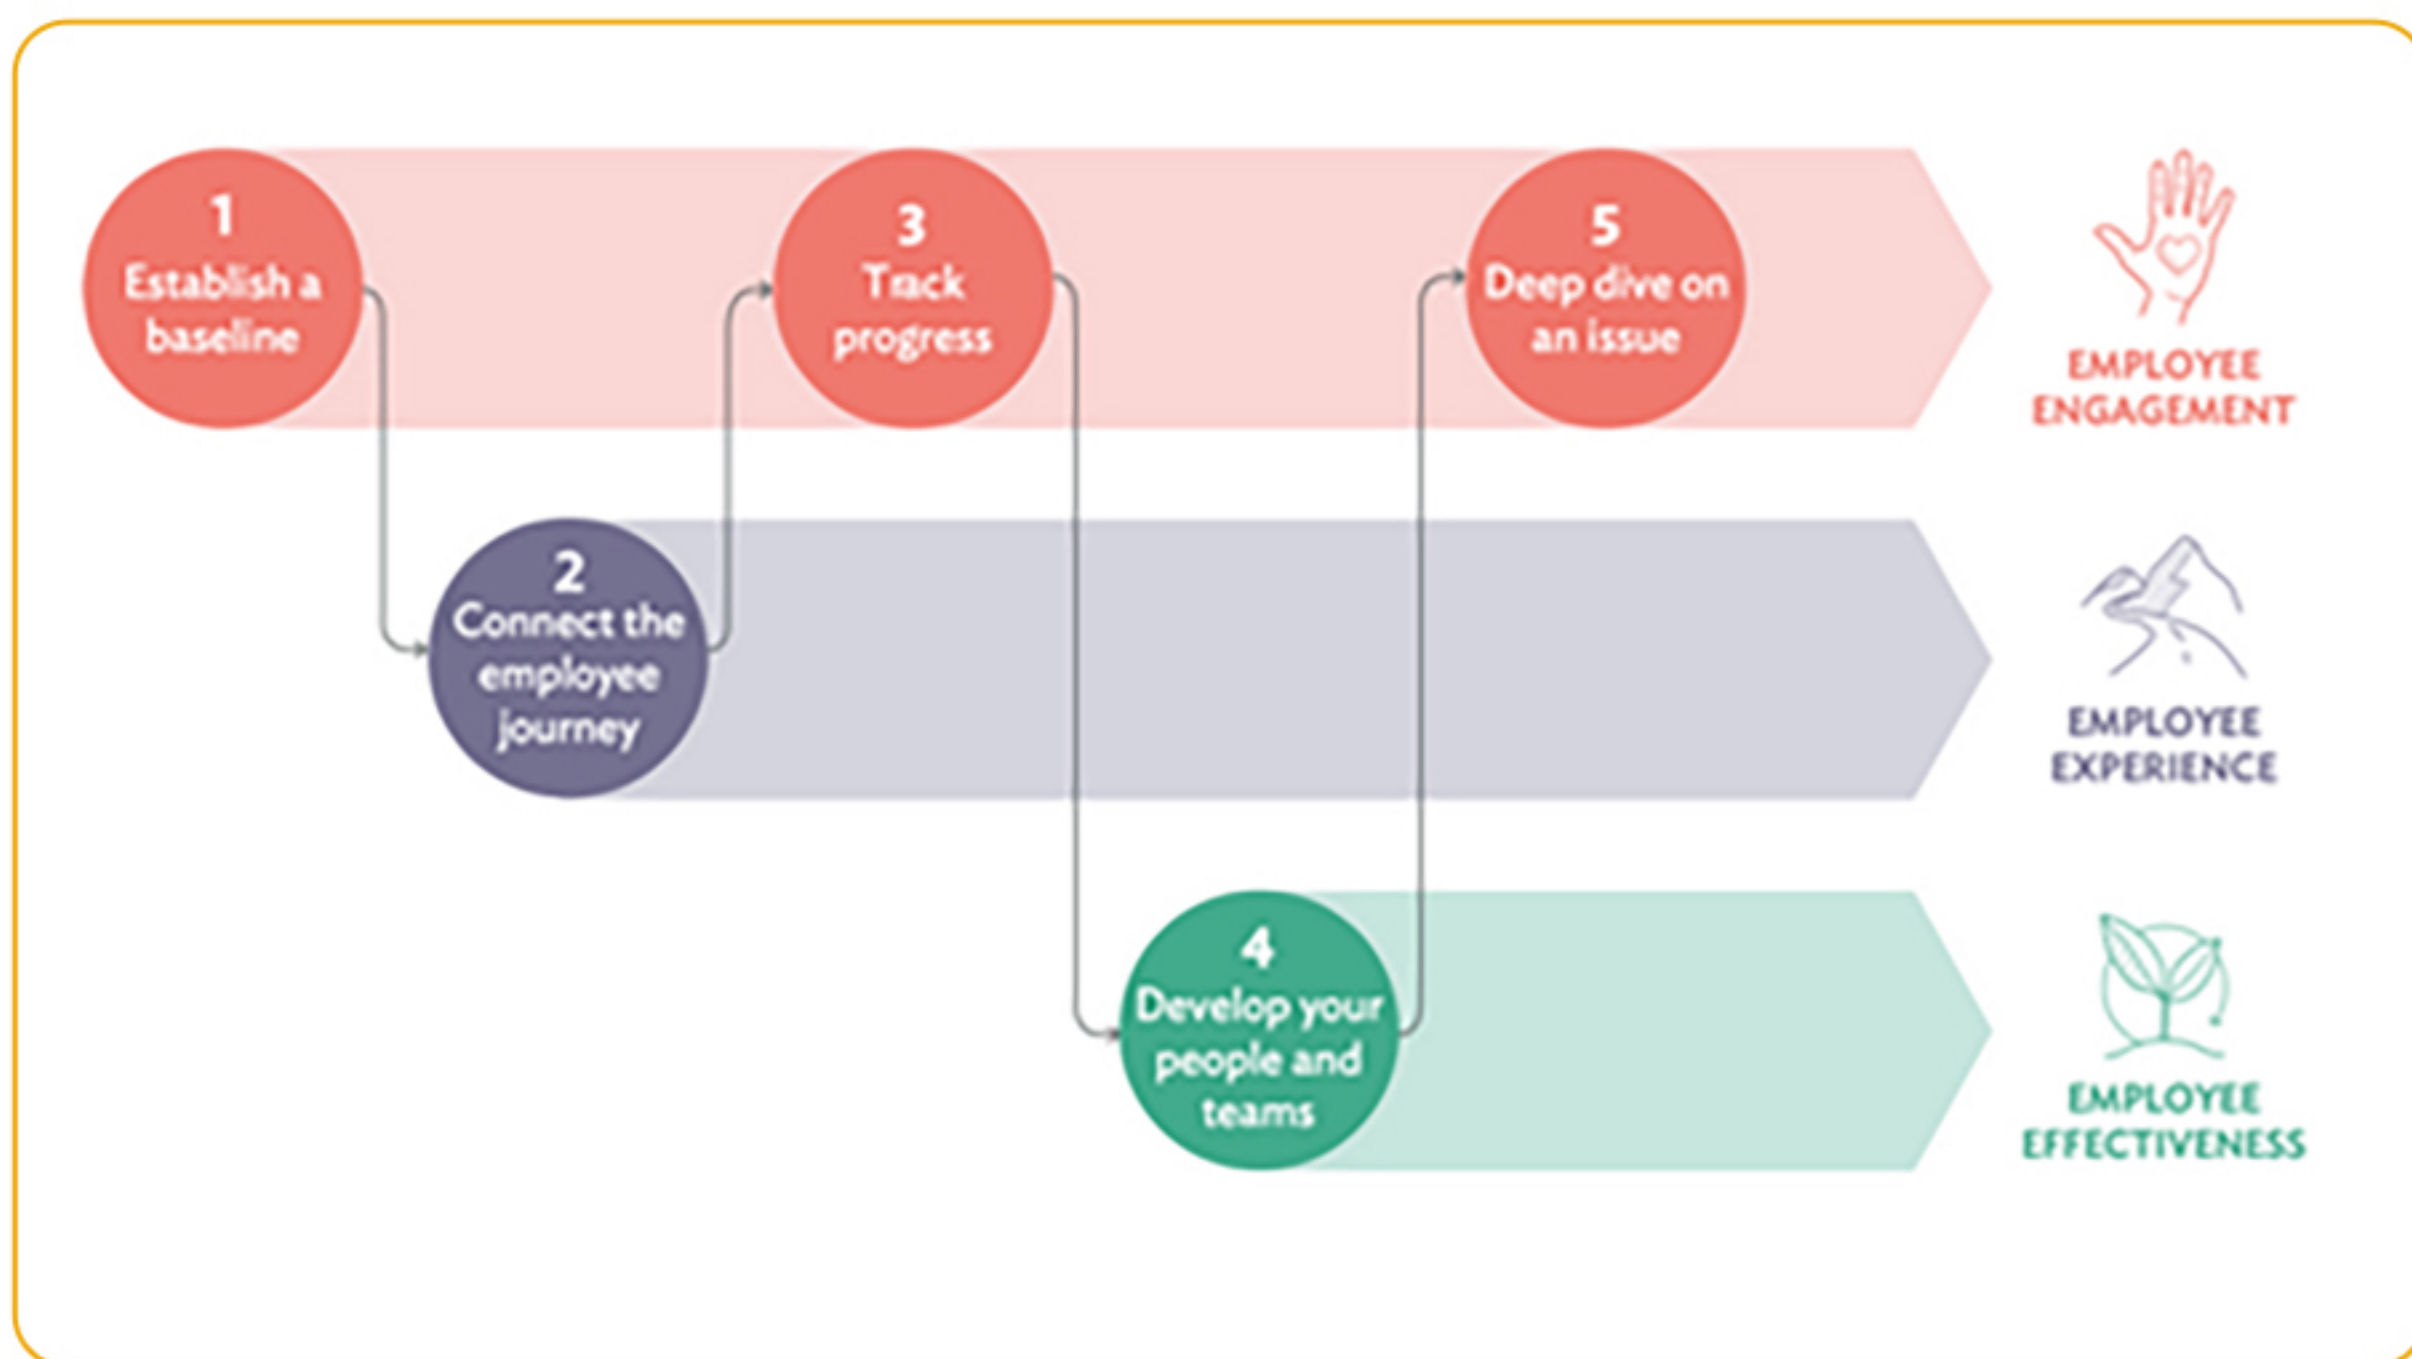 1
Establish a
baseline
3
Track
progress
5
Deep dive on
an issue
EMPLOYEE
ENGAGEMENT
2
Connect the
employee
journey
EMPLOYEE
EXPERIENCE
4
Develop your
people and
teams
EMPLOYEE
EFFECTIVENESS